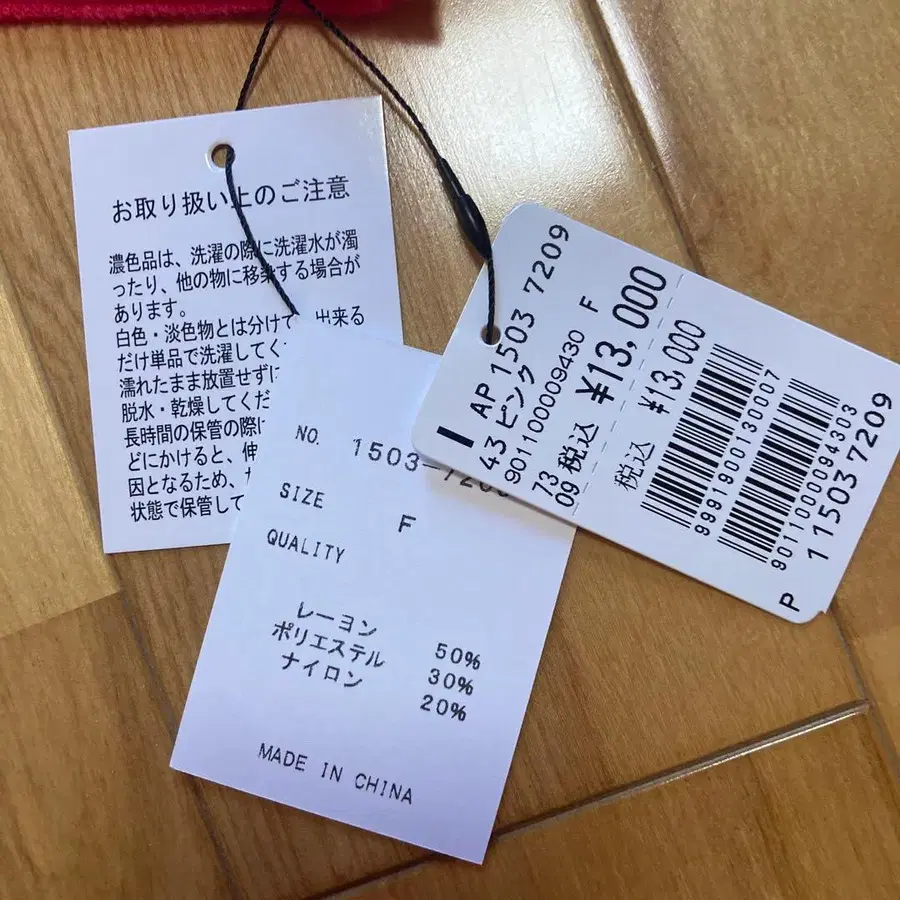 お取り扱い上のご注意
濃色品は、洗濯の際に洗濯水が濁
ったり、他の物に移染する場合が
あります。
白色・淡色物とは分けて、出来る
だけ単品で洗濯してく
濡れたまま放置せずに
脱水・乾燥してくだ
長時間の保管の際に
どにかけると、伸
因となるため、
状態で保管して
NO. 1503-720
SIZE F
QUALITY
レーヨン 50%
ポリエステル 30%
ナイロン 20%
MADE IN CHINA
I AP 1503 7209
43 ピンク
901100009430 F
73
09 税込 ¥13,000
税込 ¥13,000
9991900130007
9011000094303
P 11503 7209